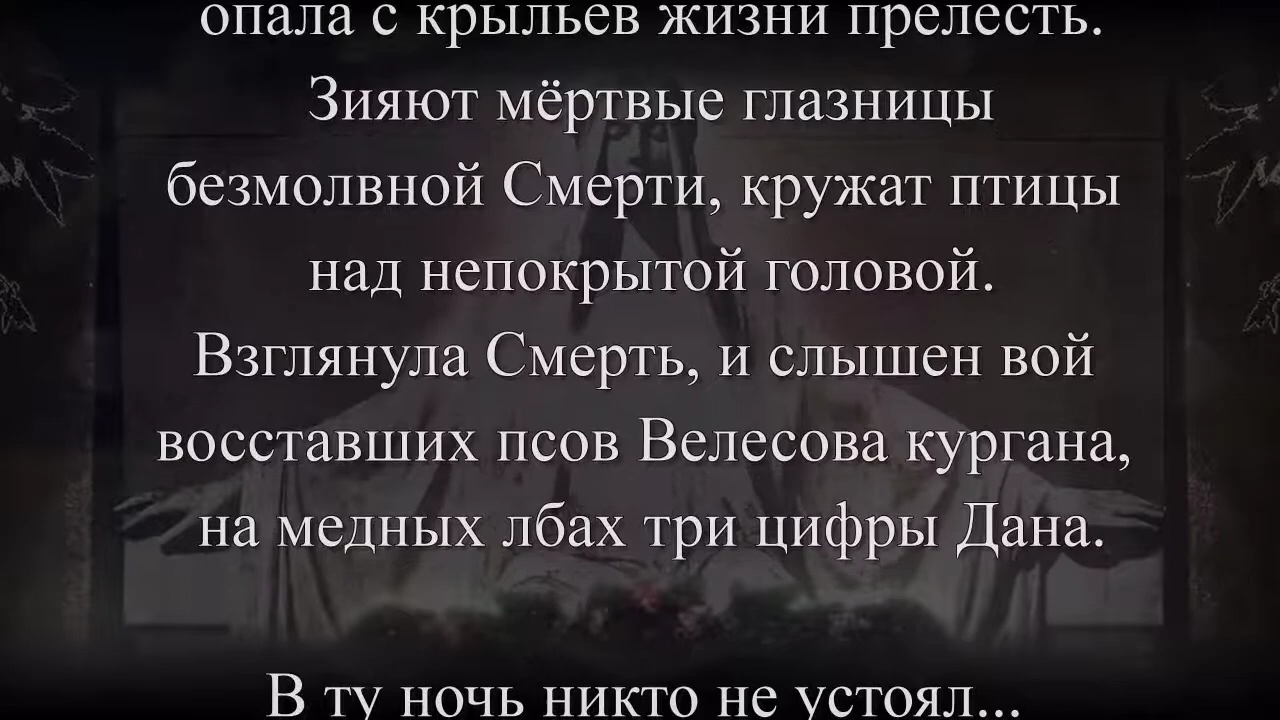 опала с крыльев жизни прелесть.
Зияют мёртвые глазницы
безмолвной Смерти, кружат птицы
над непокрытой головой.
Взглянула Смерть, и слышен вой
восставших псов Велесова кургана,
на медных лбах три цифры Дана.
В ту ночь никто не устоял...